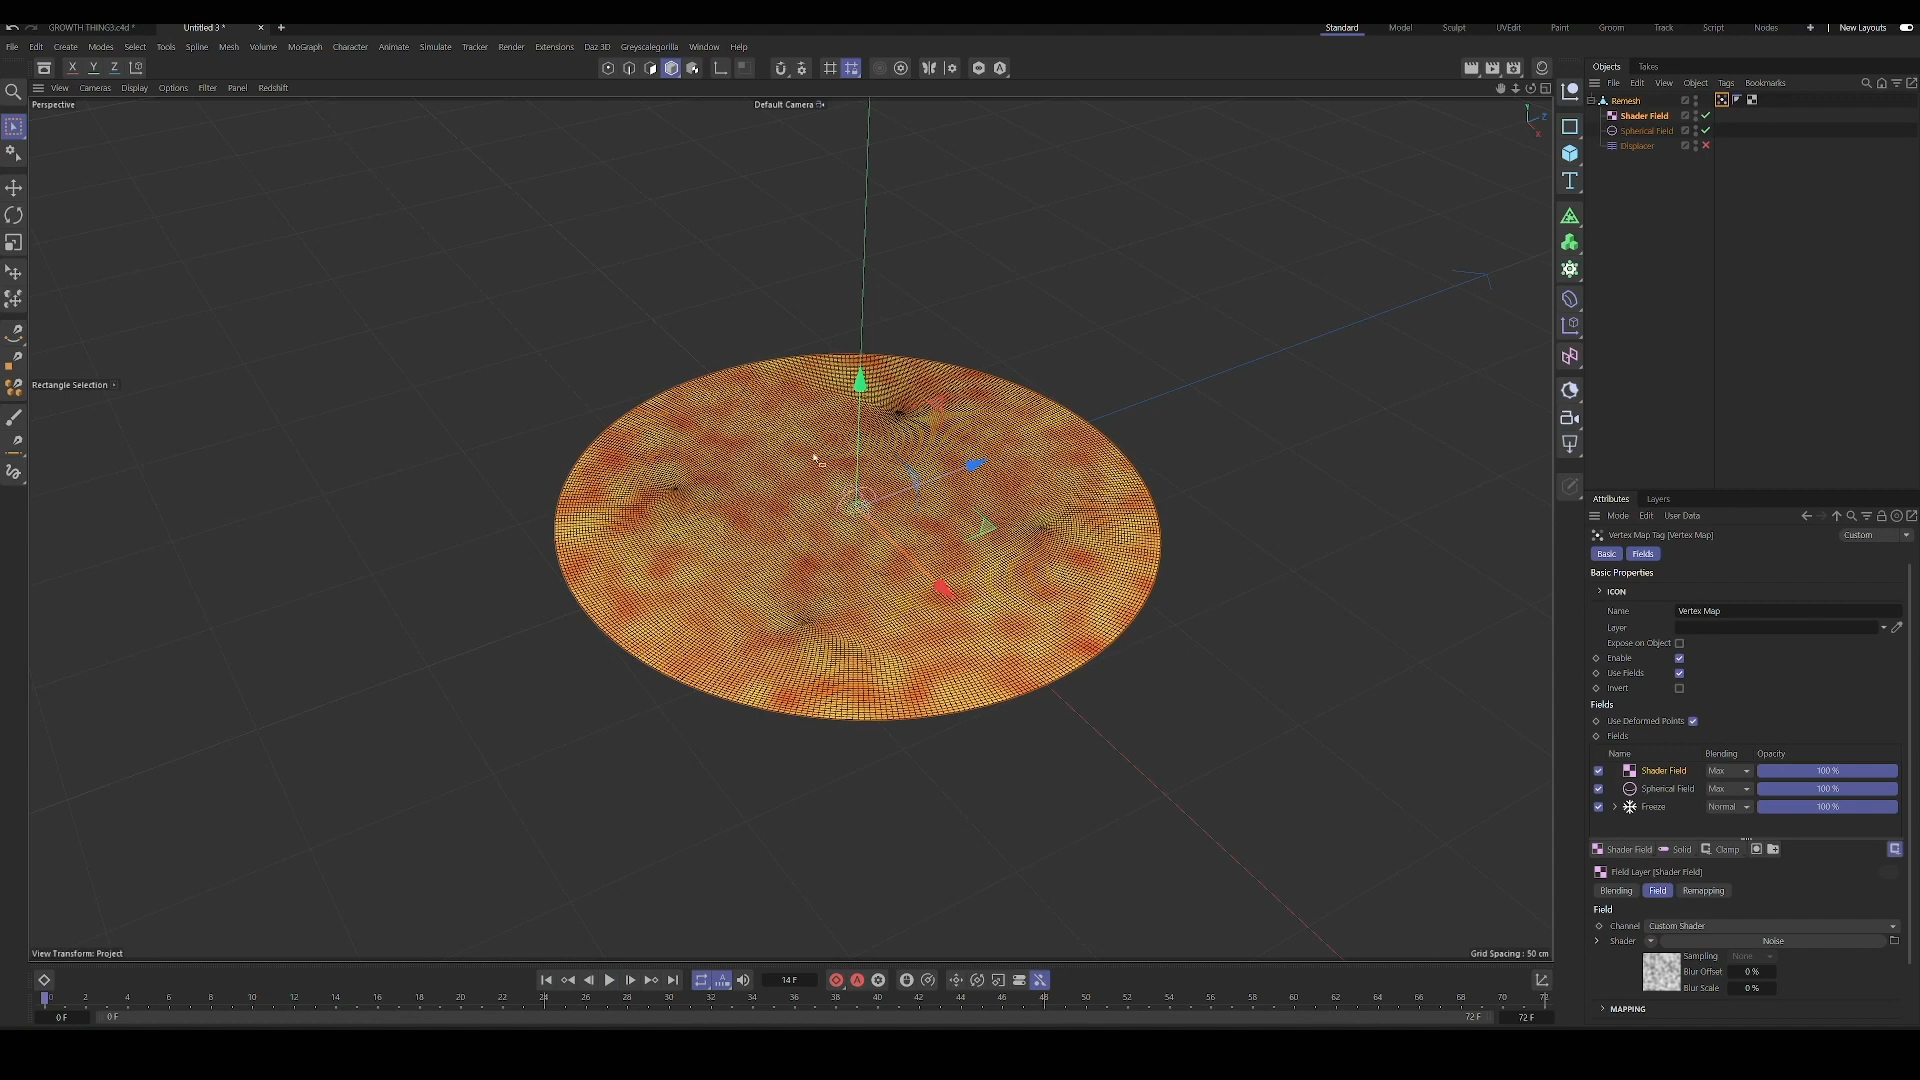 GROWTH THING3.c4d *
Untitled 3 *
Standard Model Sculpt UVEdit Paint Groom Track Script Nodes New Layouts
File Edit Create Modes Select Tools Spline Mesh Volume MoGraph Character Animate Simulate Tracker Render Extensions Daz 3D Greyscalegorilla Window Help
X Y Z
Objects Takes
View Cameras Display Options Filter Panel Redshift
File Edit View Object Tags Bookmarks
Perspective
Default Camera
Y
Z
X
Remesh
Shader Field
Spherical Field
Displacer
Rectangle Selection
Attributes Layers
Mode Edit User Data
Vertex Map Tag [Vertex Map]
Custom
Basic Fields
Basic Properties
ICON
Name Vertex Map
Layer
Expose on Object
Enable
Use Fields
Invert
Fields
Use Deformed Points
Fields
Name Blending Opacity
Shader Field Max 100 %
Spherical Field Max 100 %
Freeze Normal 100 %
Shader Field Solid Clamp
Field Layer [Shader Field]
Blending Field Remapping
Field
Channel Custom Shader
Shader Noise
Sampling None
Blur Offset 0 %
Blur Scale 0 %
MAPPING
View Transform: Project
Grid Spacing : 50 cm
14 F
0 2 4 6 8 10 12 14 16 18 20 22 24 26 28 30 32 34 36 38 40 42 44 46 48 50 52 54 56 58 60 62 64 66 68 70 72
0 F 0 F 72 F 72 F